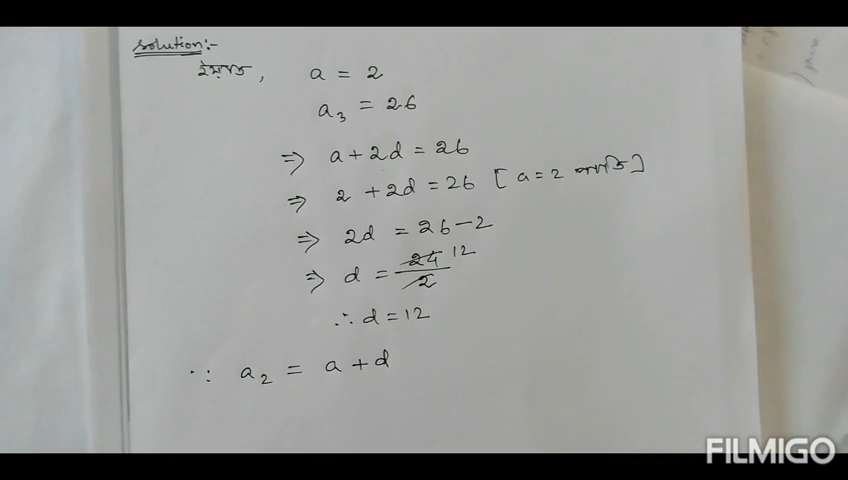 Solution:-
ইয়াত, a = 2
a₃ = 26
⇒ a + 2d = 26
⇒ 2 + 2d = 26 [a = 2]
⇒ 2d = 26 - 2
⇒ d = 24/2 12
∴ d = 12
∵ a₂ = a + d
FILMIGO